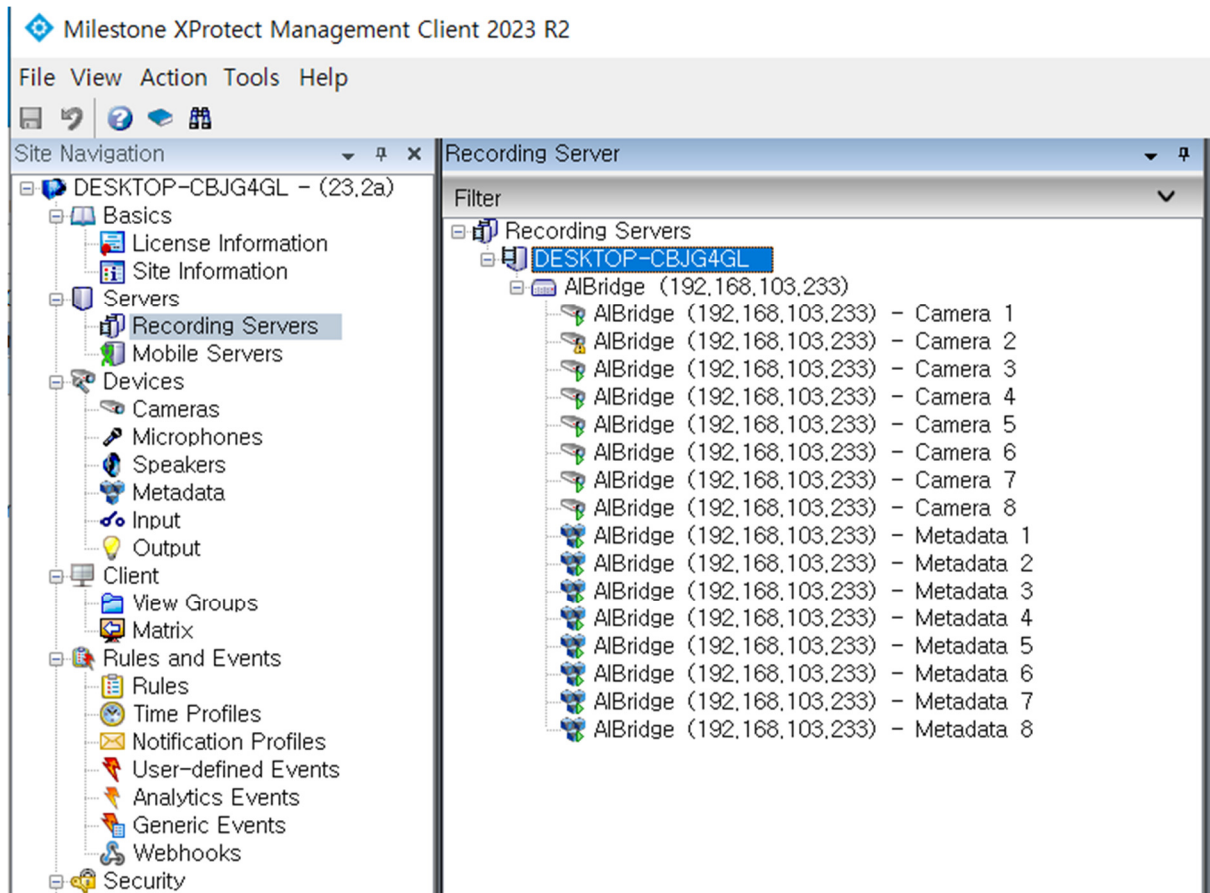 Milestone XProtect Management Client 2023 R2
File View Action Tools Help
Site Navigation
DESKTOP-CBJG4GL - (23,2a)
Basics
License Information
Site Information
Servers
Recording Servers
Mobile Servers
Devices
Cameras
Microphones
Speakers
Metadata
Input
Output
Client
View Groups
Matrix
Rules and Events
Rules
Time Profiles
Notification Profiles
User-defined Events
Analytics Events
Generic Events
Webhooks
Security
Recording Server
Filter
Recording Servers
DESKTOP-CBJG4GL
AIBridge (192,168,103,233)
AIBridge (192,168,103,233) - Camera 1
AIBridge (192,168,103,233) - Camera 2
AIBridge (192,168,103,233) - Camera 3
AIBridge (192,168,103,233) - Camera 4
AIBridge (192,168,103,233) - Camera 5
AIBridge (192,168,103,233) - Camera 6
AIBridge (192,168,103,233) - Camera 7
AIBridge (192,168,103,233) - Camera 8
AIBridge (192,168,103,233) - Metadata 1
AIBridge (192,168,103,233) - Metadata 2
AIBridge (192,168,103,233) - Metadata 3
AIBridge (192,168,103,233) - Metadata 4
AIBridge (192,168,103,233) - Metadata 5
AIBridge (192,168,103,233) - Metadata 6
AIBridge (192,168,103,233) - Metadata 7
AIBridge (192,168,103,233) - Metadata 8